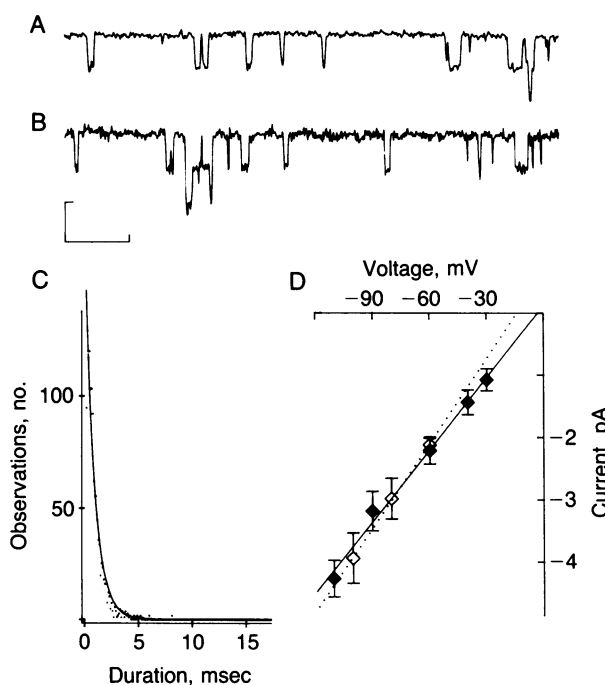 A
B
C
D
Voltage, mV
−90 −60 −30
Observations, no.
100
50
0 5 10 15
Duration, msec
−2
−3
−4
Current, pA